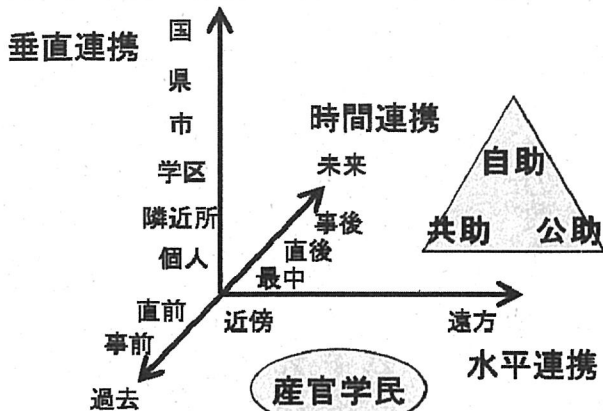 垂直連携
国
県
市
学区
隣近所
個人
時間連携
未来
事後
直後
最中
直前
事前
過去
近傍
遠方
水平連携
自助
共助 公助
産官学民